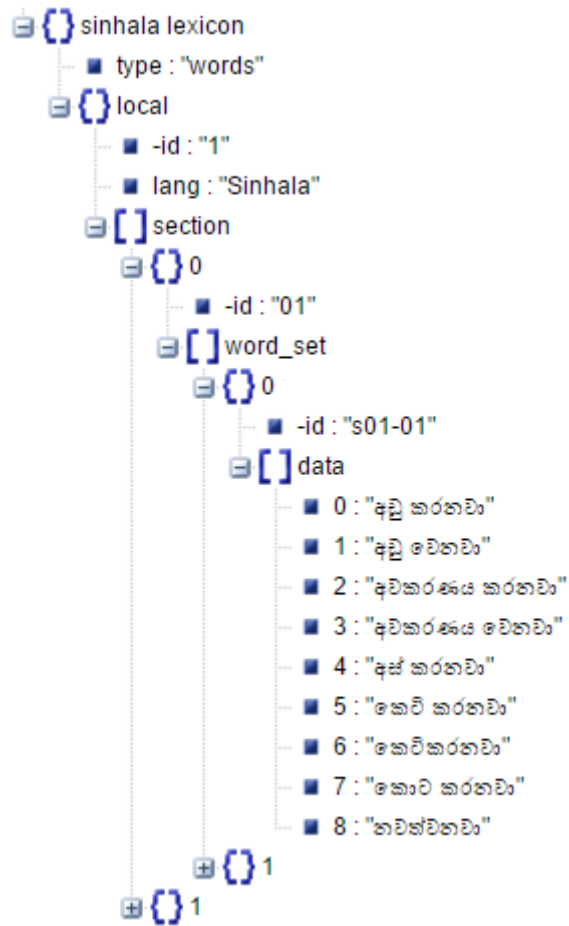 sinhala lexicon
type : "words"
local
-id : "1"
lang : "Sinhala"
section
0
-id : "01"
word_set
0
-id : "s01-01"
data
0 : "අඩු කරනවා"
1 : "අඩු වෙනවා"
2 : "අවකරණය කරනවා"
3 : "අවකරණය වෙනවා"
4 : "අස් කරනවා"
5 : "කෙටි කරනවා"
6 : "කෙටිකරනවා"
7 : "කොට කරනවා"
8 : "නවත්වනවා"
1
1